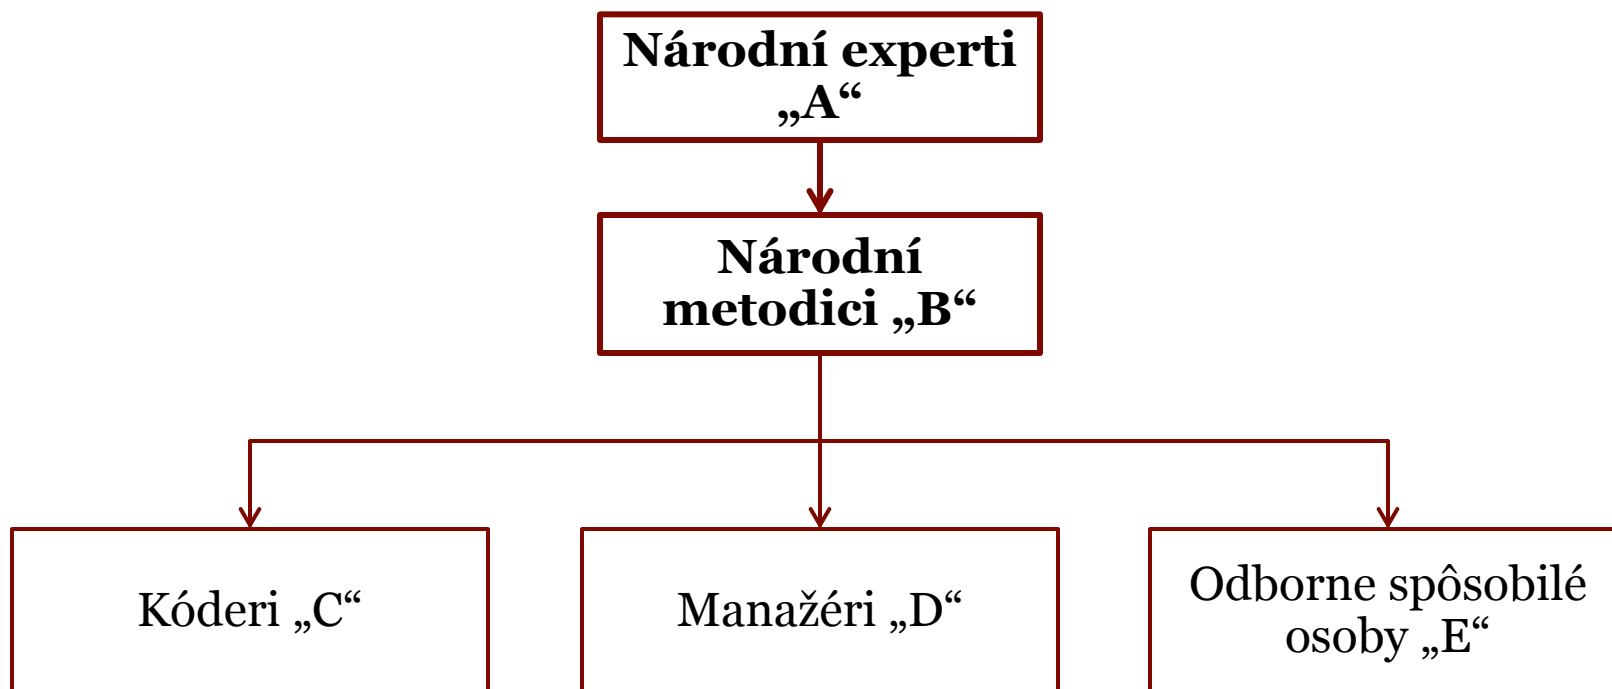 Národní experti
„A“
Národní
metodici „B“
Kóderi „C“
Manažéri „D“
Odborne spôsobilé
osoby „E“